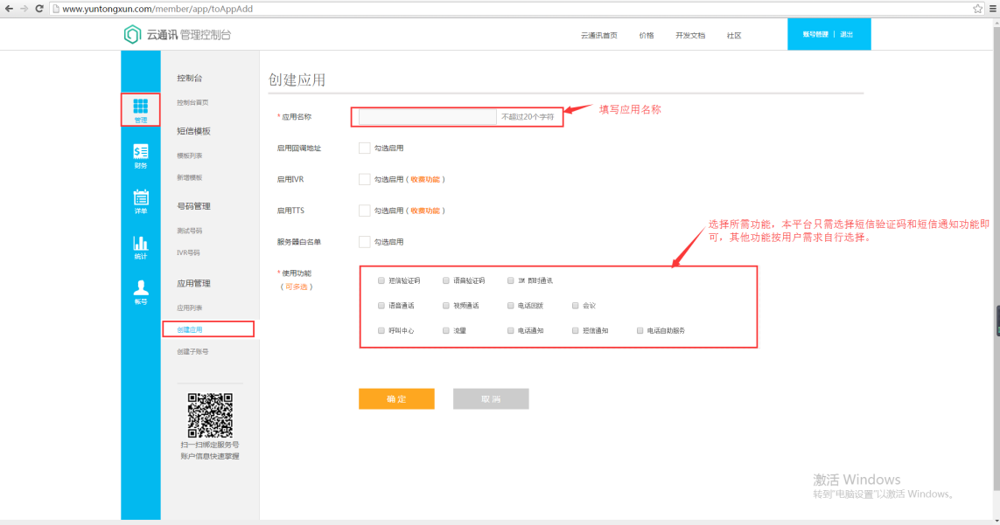 www.yuntongxun.com/member/app/toAppAdd
云通讯 管理控制台
云通讯首页 价格 开发文档 社区 账号管理 | 退出
管理
财务
详单
统计
帐号
控制台
控制台首页
短信模板
模板列表
新增模板
号码管理
测试号码
IVR号码
应用管理
应用列表
创建应用
创建子账号
扫一扫绑定服务号
账户信息快速掌握
创建应用
* 应用名称 不超过20个字符
填写应用名称
启用回调地址 勾选启用
启用IVR 勾选启用 ( 收费功能 )
启用TTS 勾选启用 ( 收费功能 )
服务器白名单 勾选启用
选择所需功能，本平台只需选择短信验证码和短信通知功能即
可，其他功能按用户需求自行选择。
* 使用功能
( 可多选 )
短信验证码 语音验证码 IM 即时通讯
语音通话 视频通话 电话回拨 会议
呼叫中心 流量 电话通知 短信通知 电话自助服务
确 定 取 消
激活 Windows
转到"电脑设置"以激活 Windows。